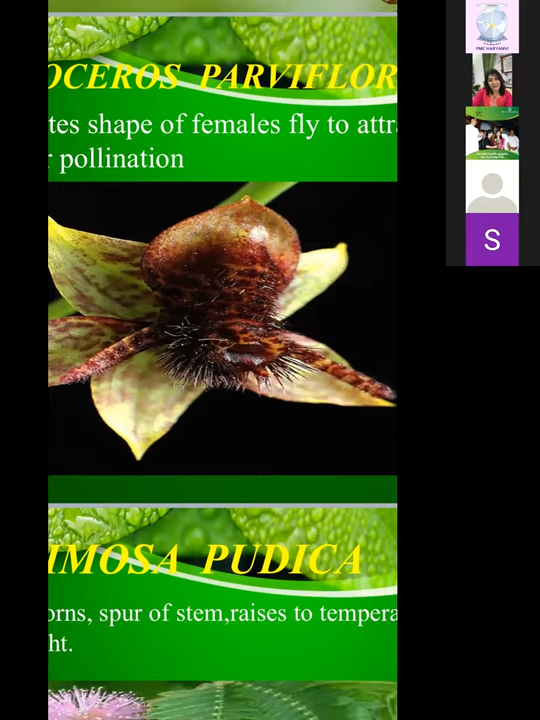 OCEROS PARVIFLOR
tes shape of females fly to attr
r pollination
IMOSA PUDICA
orns, spur of stem,raises to tempera
ht.
PMC HARYANVI
S